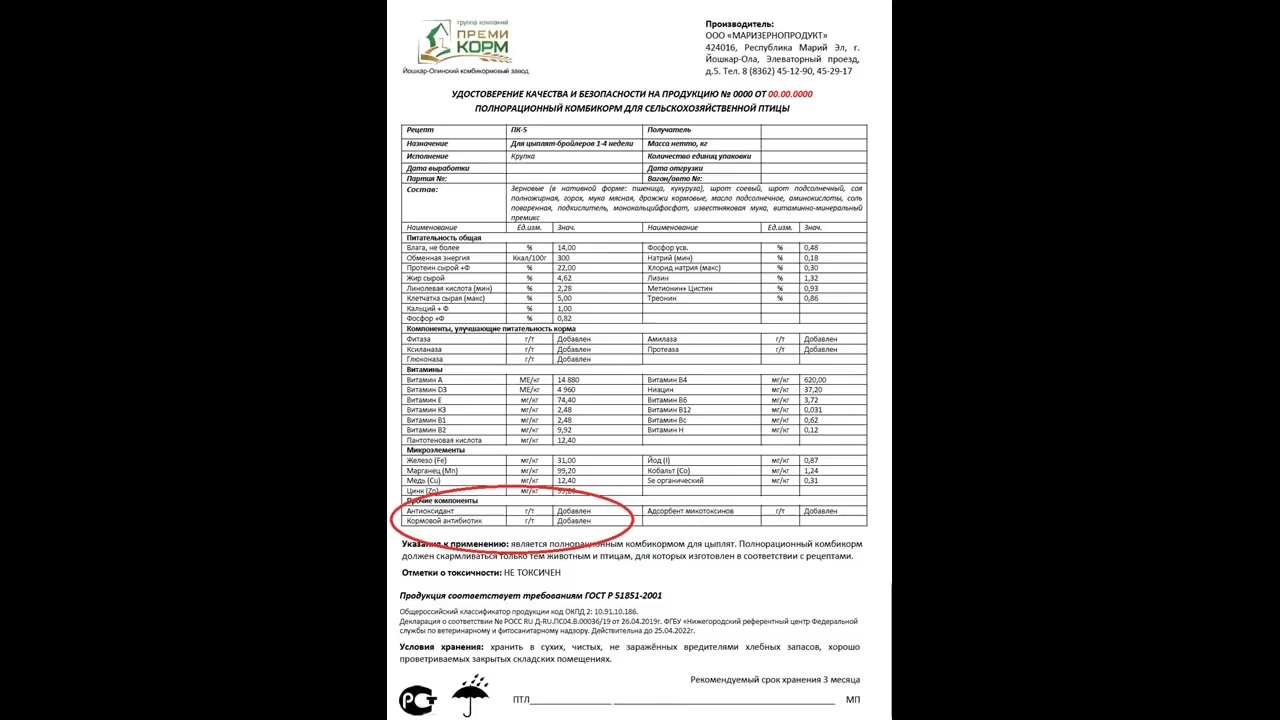 группа компаний
ПРЕМИ
КОРМ
Йошкар-Олинский комбикормовый завод
Производитель:
ООО «МАРИЗЕРНОПРОДУКТ»
424016, Республика Марий Эл, г.
Йошкар-Ола, Элеваторный проезд,
д.5. Тел. 8 (8362) 45-12-90, 45-29-17
УДОСТОВЕРЕНИЕ КАЧЕСТВА И БЕЗОПАСНОСТИ НА ПРОДУКЦИЮ № 0000 ОТ 00.00.0000
ПОЛНОРАЦИОННЫЙ КОМБИКОРМ ДЛЯ СЕЛЬСКОХОЗЯЙСТВЕННОЙ ПТИЦЫ
Рецепт ПК-5 Получатель
Назначение Для цыплят-бройлеров 1-4 недели Масса нетто, кг
Исполнение Крупка Количество единиц упаковки
Дата выработки Дата отгрузки
Партия №: Вагон/авто №:
Состав: Зерновые (в нативной форме: пшеница, кукуруза), шрот соевый, шрот подсолнечный, соя
полножирная, горох, мука мясная, дрожжи кормовые, масло подсолнечное, аминокислоты, соль
поваренная, подкислитель, монокальцийфосфат, известняковая мука, витаминно-минеральный
премикс
Наименование Ед.изм. Знач. Наименование Ед.изм. Знач.
Питательность общая
Влага, не более % 14,00 Фосфор усв. % 0,48
Обменная энергия Ккал/100г 300 Натрий (мин) % 0,18
Протеин сырой +Ф % 22,00 Хлорид натрия (макс) % 0,30
Жир сырой % 4,62 Лизин % 1,32
Линолевая кислота (мин) % 2,28 Метионин+ Цистин % 0,93
Клетчатка сырая (макс) % 5,00 Треонин % 0,86
Кальций + Ф % 1,00
Фосфор +Ф % 0,82
Компоненты, улучшающие питательность корма
Фитаза г/т Добавлен Амилаза г/т Добавлен
Ксиланаза г/т Добавлен Протеаза г/т Добавлен
Глюконаза г/т Добавлен
Витамины
Витамин А МЕ/кг 14 880 Витамин В4 мг/кг 620,00
Витамин D3 МЕ/кг 4 960 Ниацин мг/кг 37,20
Витамин Е мг/кг 74,40 Витамин В6 мг/кг 3,72
Витамин К3 мг/кг 2,48 Витамин В12 мг/кг 0,031
Витамин В1 мг/кг 2,48 Витамин Вс мг/кг 0,62
Витамин В2 мг/кг 9,92 Витамин Н мг/кг 0,12
Пантотеновая кислота мг/кг 12,40
Микроэлементы
Железо (Fe) мг/кг 31,00 Йод (I) мг/кг 0,87
Марганец (Mn) мг/кг 99,20 Кобальт (Co) мг/кг 1,24
Медь (Cu) мг/кг 12,40 Se органический мг/кг 0,31
Цинк (Zn) мг/кг 99,20
Прочие компоненты
Антиоксидант г/т Добавлен Адсорбент микотоксинов г/т Добавлен
Кормовой антибиотик г/т Добавлен
Указания к применению: является полнорационным комбикормом для цыплят. Полнорационный комбикорм
должен скармливаться только тем животным и птицам, для которых изготовлен в соответствии с рецептами.
Отметки о токсичности: НЕ ТОКСИЧЕН
Продукция соответствует требованиям ГОСТ Р 51851-2001
Общероссийский классификатор продукции код ОКПД 2: 10.91.10.186.
Декларация о соответствии № РОСС RU Д-RU.ПС04.В.00036/19 от 26.04.2019г. ФГБУ «Нижегородский референтный центр Федеральной
службы по ветеринарному и фитосанитарному надзору. Действительна до 25.04.2022г.
Условия хранения: хранить в сухих, чистых, не заражённых вредителями хлебных запасов, хорошо
проветриваемых закрытых складских помещениях.
Рекомендуемый срок хранения 3 месяца
ПТЛ________________ ____________________________________________ МП